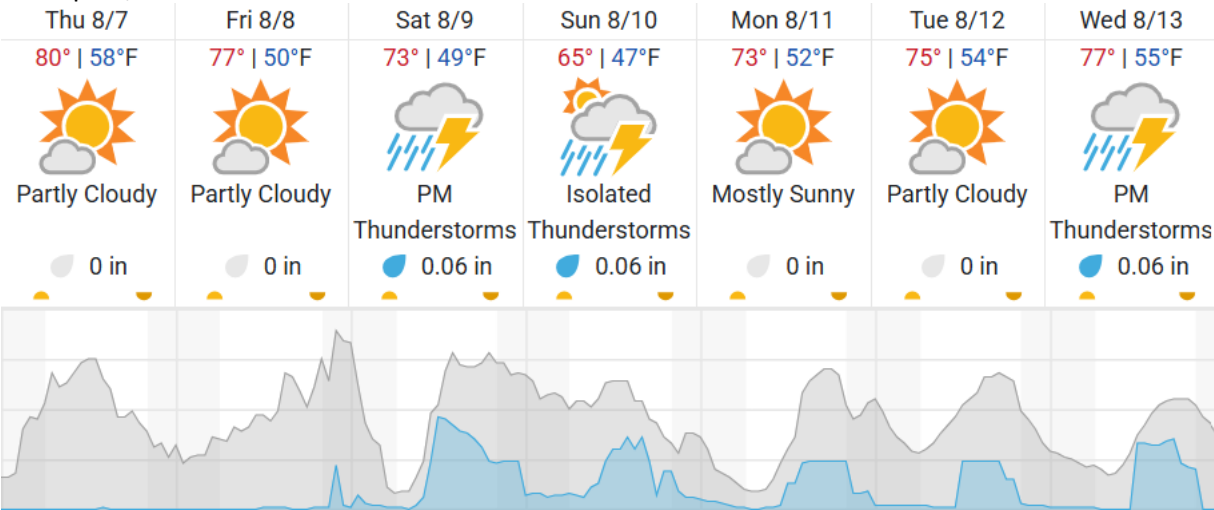 Thu 8/7 Fri 8/8 Sat 8/9 Sun 8/10 Mon 8/11 Tue 8/12 Wed 8/13
80° | 58°F 77° | 50°F 73° | 49°F 65° | 47°F 73° | 52°F 75° | 54°F 77° | 55°F
Partly Cloudy Partly Cloudy PM Isolated Mostly Sunny Partly Cloudy PM
Thunderstorms Thunderstorms Thunderstorms
0 in 0 in 0.06 in 0.06 in 0 in 0 in 0.06 in